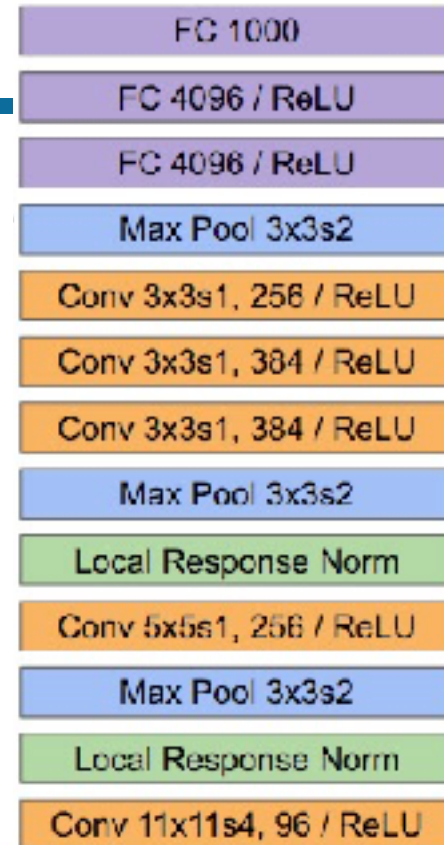 FC 1000
FC 4096 / ReLU
FC 4096 / ReLU
Max Pool 3x3s2
Conv 3x3s1, 256 / ReLU
Conv 3x3s1, 384 / ReLU
Conv 3x3s1, 384 / ReLU
Max Pool 3x3s2
Local Response Norm
Conv 5x5s1, 256 / ReLU
Max Pool 3x3s2
Local Response Norm
Conv 11x11s4, 96 / ReLU